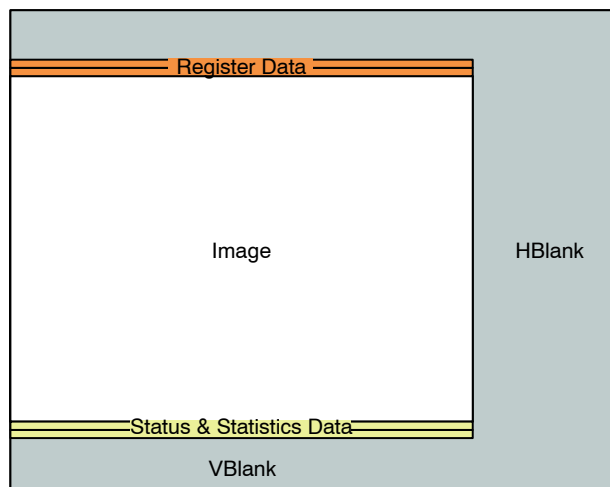 Register Data
Image
HBlank
Status & Statistics Data
VBlank